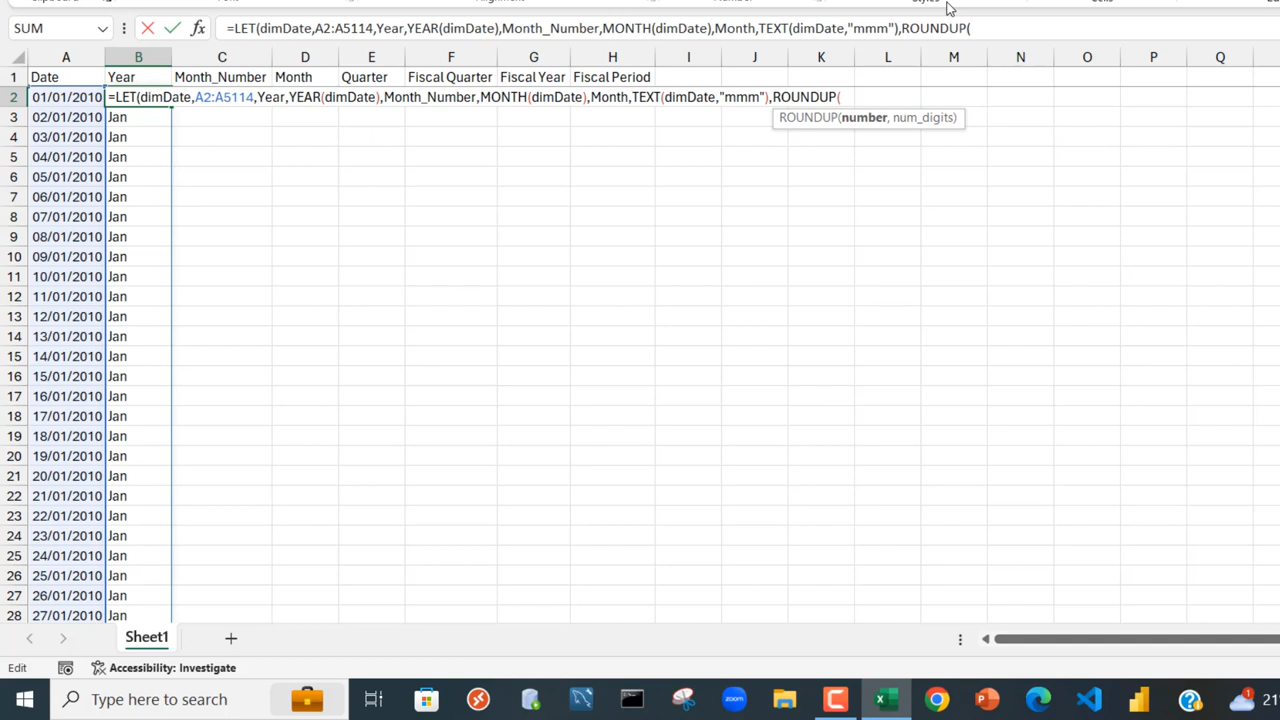 SUM
=LET(dimDate,A2:A5114,Year,YEAR(dimDate),Month_Number,MONTH(dimDate),Month,TEXT(dimDate,"mmm"),ROUNDUP(
A B C D E F G H I J K L M N O P Q
1 Date Year Month_Number Month Quarter Fiscal Quarter Fiscal Year Fiscal Period
2 01/01/2010 =LET(dimDate,A2:A5114,Year,YEAR(dimDate),Month_Number,MONTH(dimDate),Month,TEXT(dimDate,"mmm"),ROUNDUP(
3 02/01/2010 Jan ROUNDUP(number, num_digits)
4 03/01/2010 Jan
5 04/01/2010 Jan
6 05/01/2010 Jan
7 06/01/2010 Jan
8 07/01/2010 Jan
9 08/01/2010 Jan
10 09/01/2010 Jan
11 10/01/2010 Jan
12 11/01/2010 Jan
13 12/01/2010 Jan
14 13/01/2010 Jan
15 14/01/2010 Jan
16 15/01/2010 Jan
17 16/01/2010 Jan
18 17/01/2010 Jan
19 18/01/2010 Jan
20 19/01/2010 Jan
21 20/01/2010 Jan
22 21/01/2010 Jan
23 22/01/2010 Jan
24 23/01/2010 Jan
25 24/01/2010 Jan
26 25/01/2010 Jan
27 26/01/2010 Jan
28 27/01/2010 Jan
Sheet1
Edit Accessibility: Investigate
Type here to search